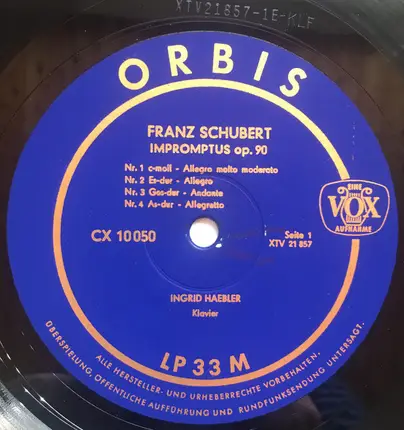 XTV21857-1E-KLF
ORBIS
FRANZ SCHUBERT
IMPROMPTUS op. 90
Nr. 1 c-moll - Allegro molto moderato
Nr. 2 Es-dur - Allegro
Nr. 3 Ges-dur - Andante
Nr. 4 As-dur - Allegretto
EINE
VOX
AUFNAHME
CX 10050
Seite 1
XTV 21 857
INGRID HAEBLER
Klavier
LP 33 M
ALLE HERSTELLER- UND URHEBERRECHTE VORBEHALTEN.
ÜBERSPIELUNG, ÖFFENTLICHE AUFFÜHRUNG UND RUNDFUNKSENDUNG UNTERSAGT.